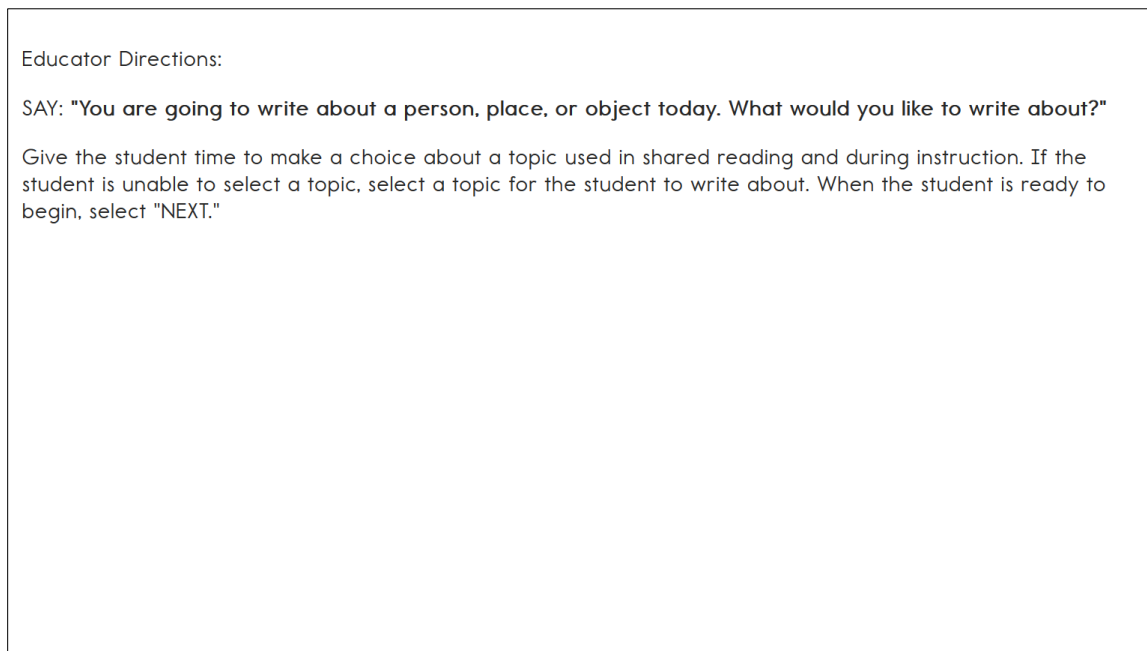 Educator Directions:
SAY: "You are going to write about a person, place, or object today. What would you like to write about?"
Give the student time to make a choice about a topic used in shared reading and during instruction. If the
student is unable to select a topic, select a topic for the student to write about. When the student is ready to
begin, select "NEXT."